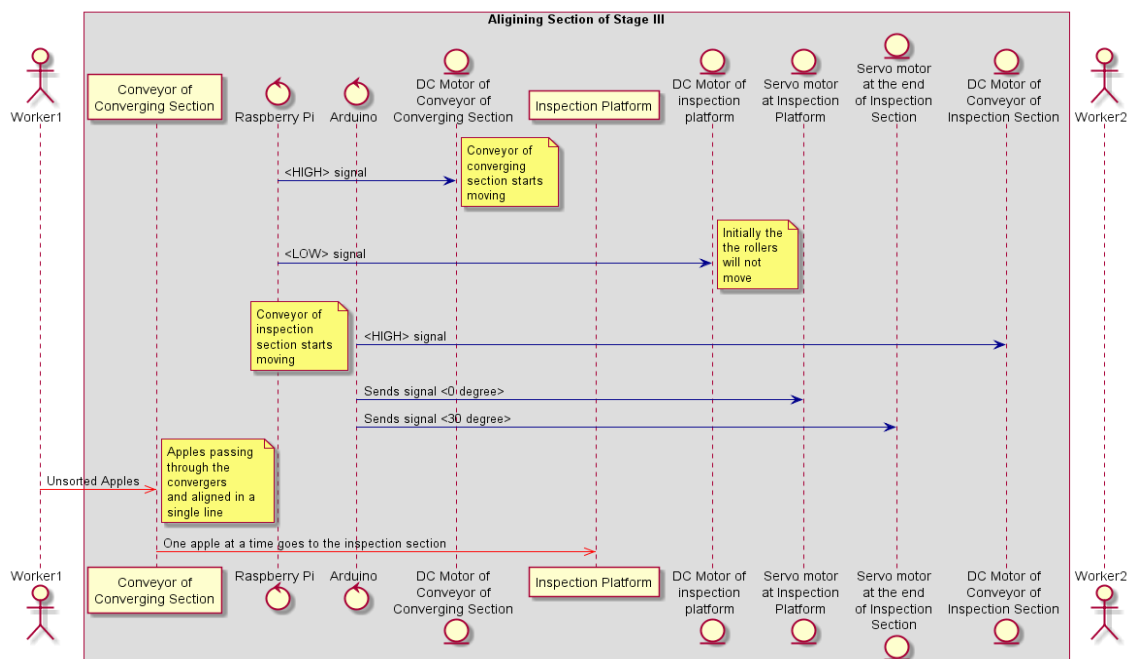 Aligining Section of Stage III
Worker1
Conveyor of
Converging Section
Raspberry Pi
Arduino
DC Motor of
Conveyor of
Converging Section
Inspection Platform
DC Motor of
inspection
platform
Servo motor
at Inspection
Platform
Servo motor
at the end
of Inspection
Section
DC Motor of
Conveyor of
Inspection Section
Worker2
<HIGH> signal
Conveyor of
converging
section starts
moving
<LOW> signal
Initially the
the rollers
will not
move
Conveyor of
inspection
section starts
moving
<HIGH> signal
Sends signal <0 degree>
Sends signal <30 degree>
Unsorted Apples
Apples passing
through the
convergers
and aligned in a
single line
One apple at a time goes to the inspection section
Worker1
Conveyor of
Converging Section
Raspberry Pi
Arduino
DC Motor of
Conveyor of
Converging Section
Inspection Platform
DC Motor of
inspection
platform
Servo motor
at Inspection
Platform
Servo motor
at the end
of Inspection
Section
DC Motor of
Conveyor of
Inspection Section
Worker2